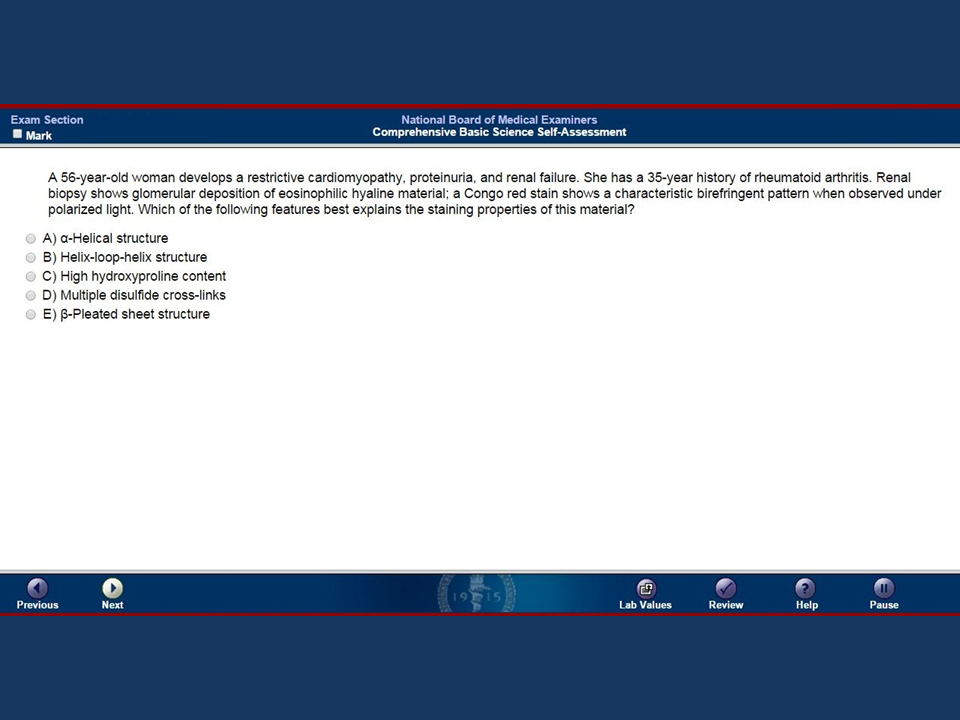 Exam Section
Mark
National Board of Medical Examiners
Comprehensive Basic Science Self-Assessment
A 56-year-old woman develops a restrictive cardiomyopathy, proteinuria, and renal failure. She has a 35-year history of rheumatoid arthritis. Renal
biopsy shows glomerular deposition of eosinophilic hyaline material; a Congo red stain shows a characteristic birefringent pattern when observed under
polarized light. Which of the following features best explains the staining properties of this material?
A) α-Helical structure
B) Helix-loop-helix structure
C) High hydroxyproline content
D) Multiple disulfide cross-links
E) β-Pleated sheet structure
1915
Previous
Next
Lab Values
Review
Help
Pause